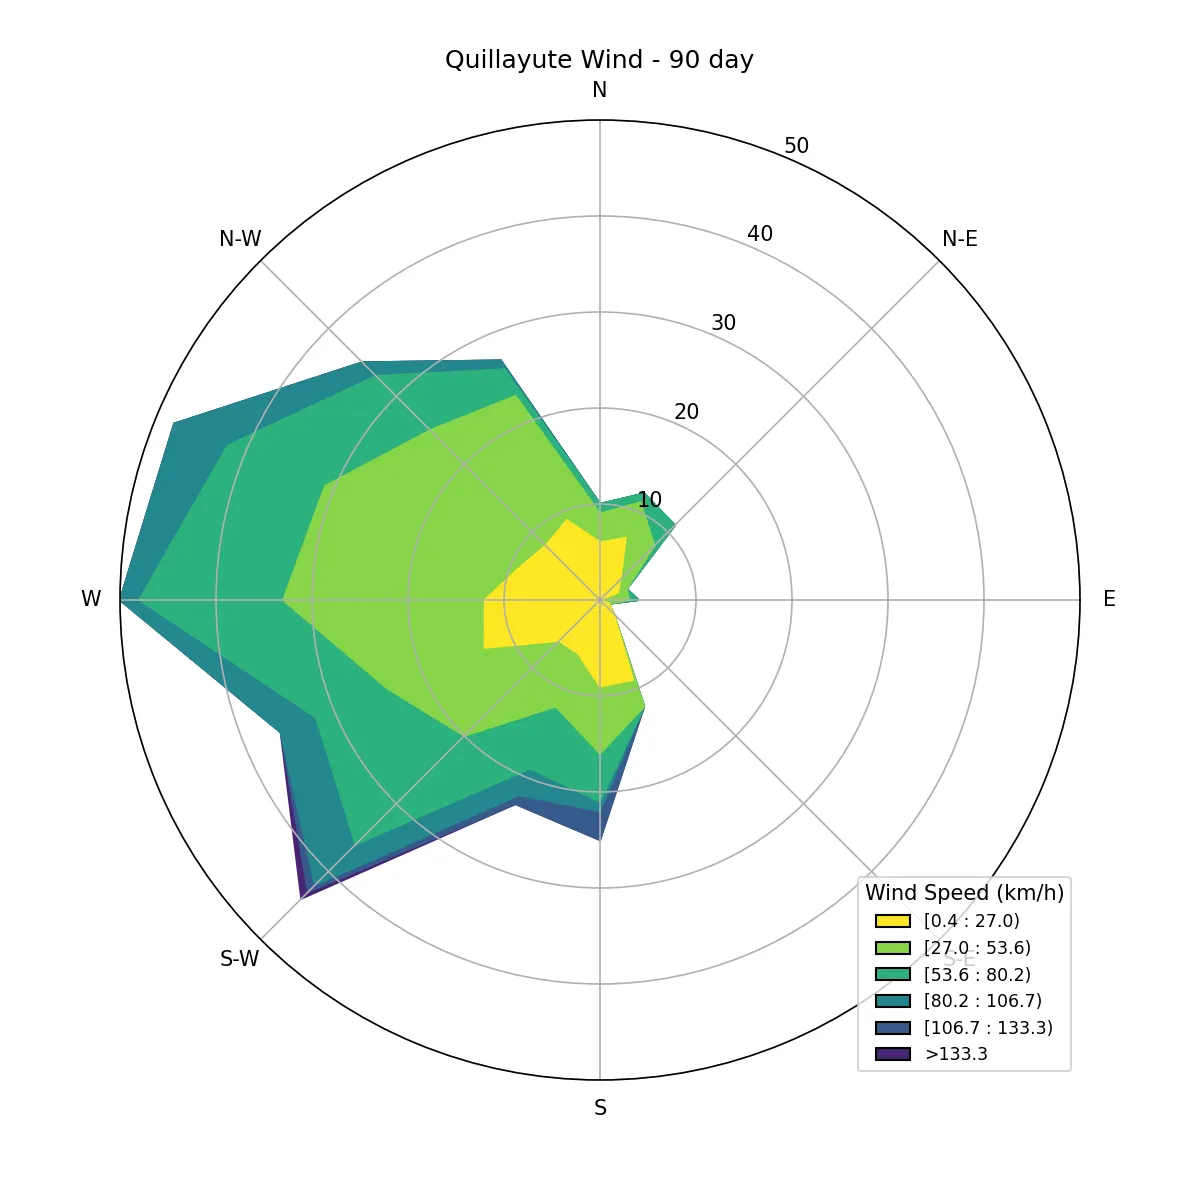 Quillayute Wind - 90 day
N
50
N-W
40
N-E
30
20
10
W
E
S-W
S-E
S
Wind Speed (km/h)
[0.4 : 27.0)
[27.0 : 53.6)
[53.6 : 80.2)
[80.2 : 106.7)
[106.7 : 133.3)
>133.3